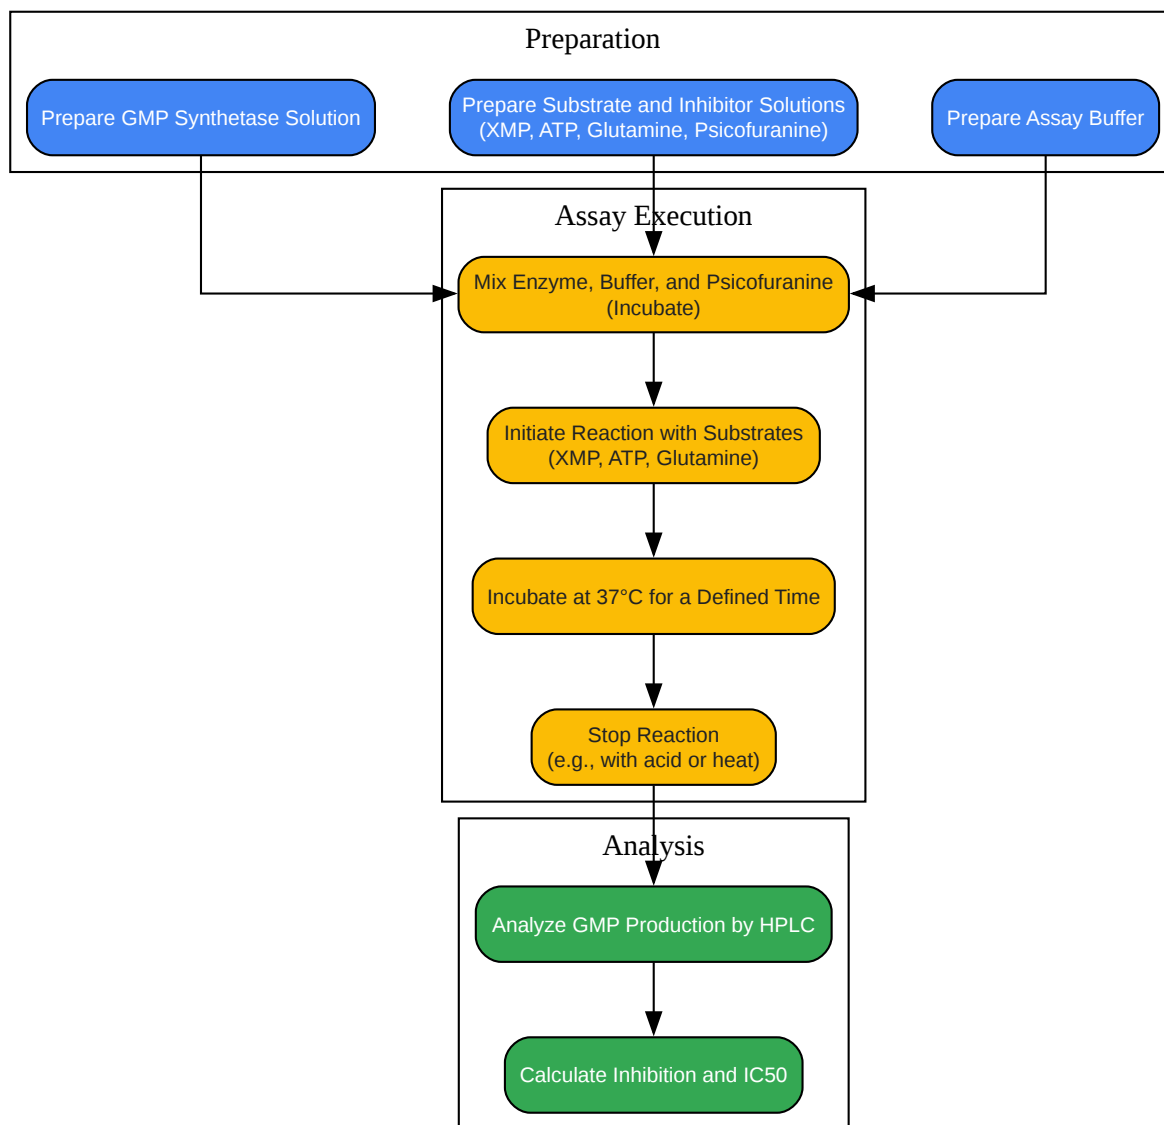 Preparation
Prepare GMP Synthetase Solution
Prepare Substrate and Inhibitor Solutions
(XMP, ATP, Glutamine, Psicofuranine)
Prepare Assay Buffer
Assay Execution
Mix Enzyme, Buffer, and Psicofuranine
(Incubate)
Initiate Reaction with Substrates
(XMP, ATP, Glutamine)
Incubate at 37°C for a Defined Time
Stop Reaction
(e.g., with acid or heat)
Analysis
Analyze GMP Production by HPLC
Calculate Inhibition and IC50